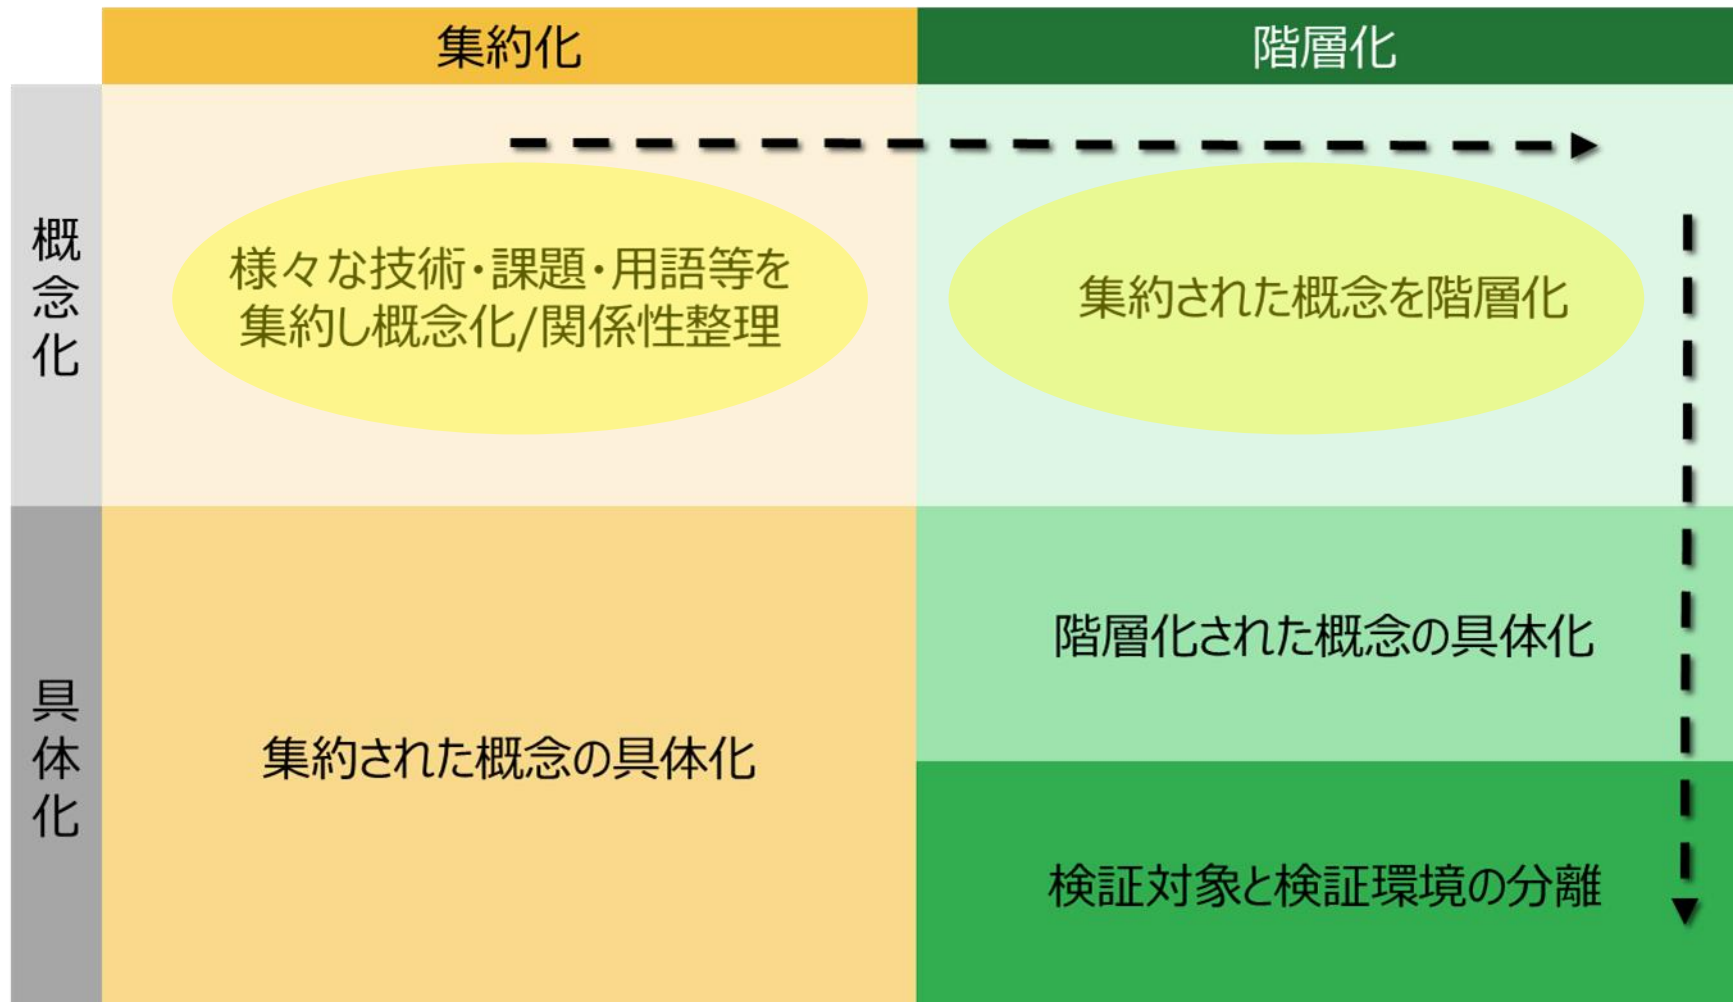 集約化
階層化
概念化
様々な技術・課題・用語等を
集約し概念化/関係性整理
集約された概念を階層化
具体化
集約された概念の具体化
階層化された概念の具体化
検証対象と検証環境の分離